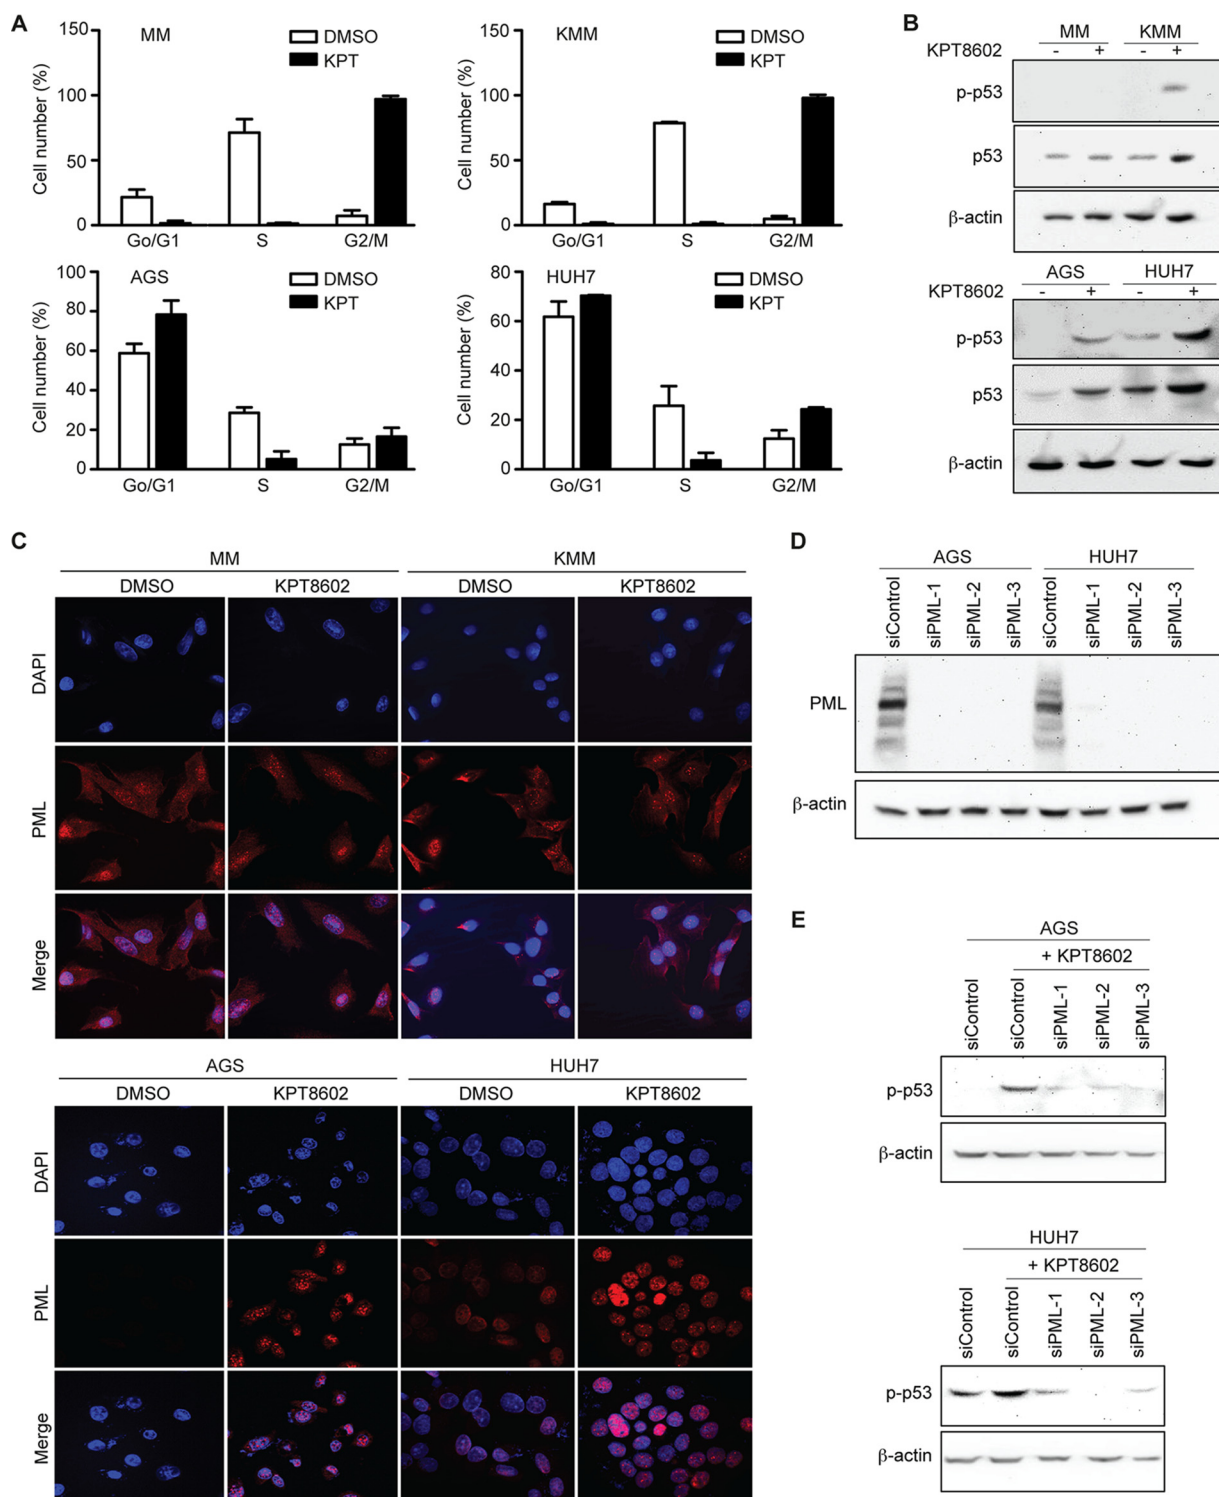 A
MM
DMSO
KPT
Cell number (%)
150
100
50
0
Go/G1 S G2/M
KMM
DMSO
KPT
Cell number (%)
150
100
50
0
Go/G1 S G2/M
AGS
DMSO
KPT
Cell number (%)
100
80
60
40
20
0
Go/G1 S G2/M
HUH7
DMSO
KPT
Cell number (%)
80
60
40
20
0
Go/G1 S G2/M
B
MM KMM
KPT8602 - + - +
p-p53
p53
β-actin
AGS HUH7
KPT8602 - + - +
p-p53
p53
β-actin
C
MM KMM
DMSO KPT8602 DMSO KPT8602
DAPI
PML
Merge
AGS HUH7
DMSO KPT8602 DMSO KPT8602
DAPI
PML
Merge
D
AGS HUH7
siControl siPML-1 siPML-2 siPML-3 siControl siPML-1 siPML-2 siPML-3
PML
β-actin
E
AGS
+ KPT8602
siControl siControl siPML-1 siPML-2 siPML-3
p-p53
β-actin
HUH7
+ KPT8602
siControl siControl siPML-1 siPML-2 siPML-3
p-p53
β-actin